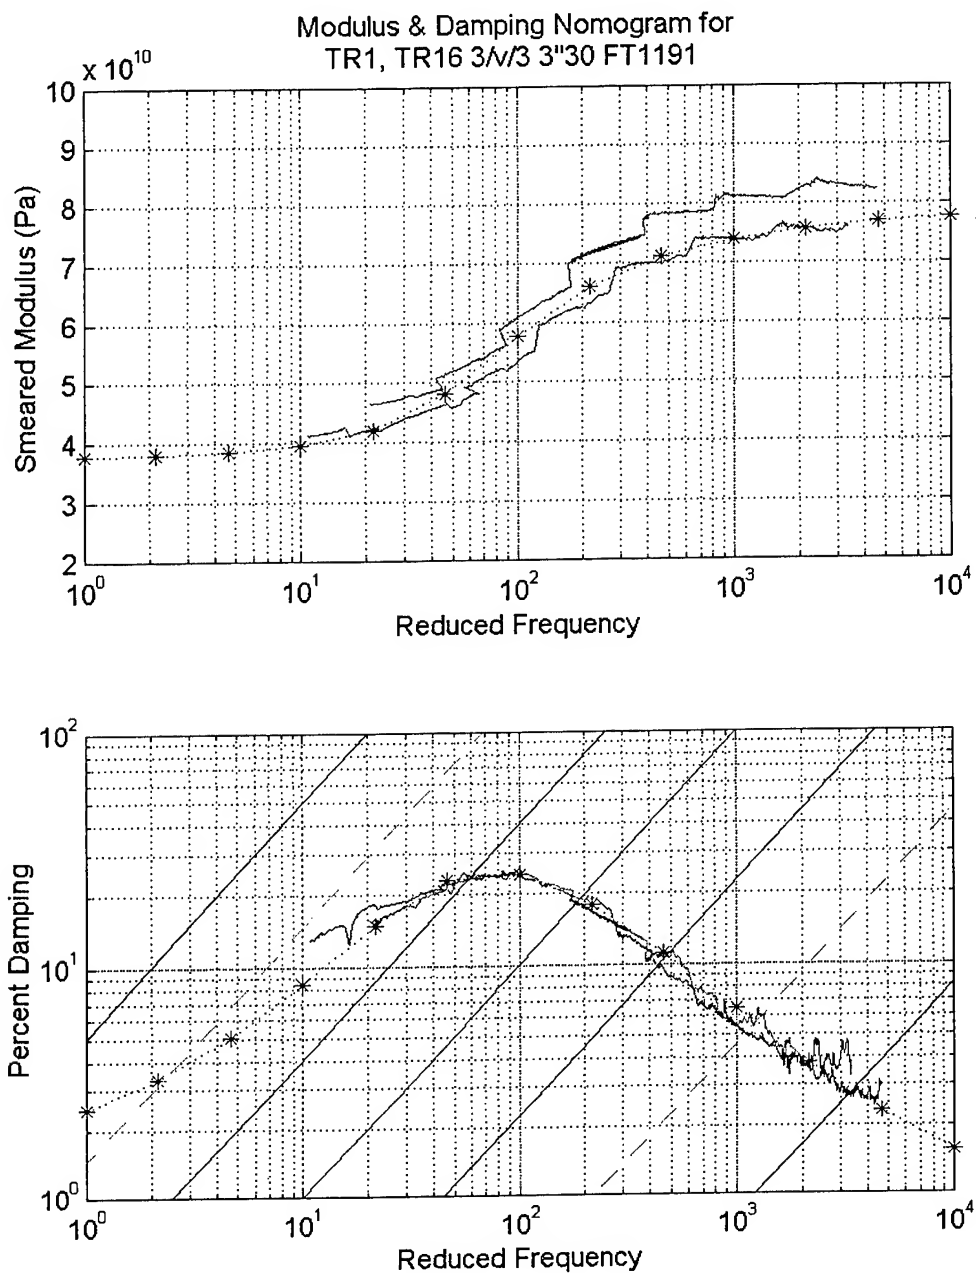 Modulus & Damping Nomogram for
TR1, TR16 3/v/3 3"30 FT1191
x 10^10
10
9
8
7
6
5
4
3
2
Smeared Modulus (Pa)
10^0 10^1 10^2 10^3 10^4
Reduced Frequency
10^2
10^1
10^0
Percent Damping
10^0 10^1 10^2 10^3 10^4
Reduced Frequency